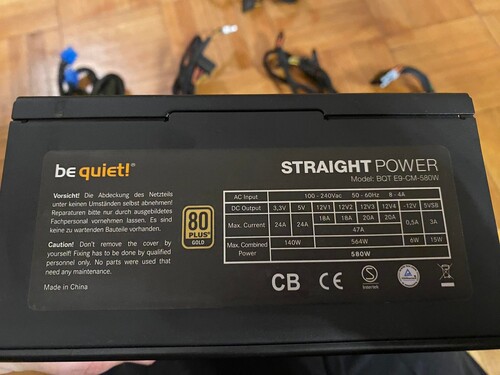 be quiet!®
Vorsicht! Die Abdeckung des Netzteils
unter keinen Umständen selbst abnehmen!
Reparaturen bitte nur durch ausgebildetes
Fachpersonal vornehmen lassen. Es sind
keine zu wartenden Bauteile vorhanden.
Caution! Don't remove the cover by
yourself! Fixing has to be done by qualified
personnel only. No parts were used that
need any maintenance.
Made in China
80
PLUS®
GOLD
STRAIGHT POWER
Model: BQT E9-CM-580W
AC Input 100 - 240Vac 50 - 60Hz 8 - 4A
DC Output 3,3V 5V 12V1 12V2 12V3 12V4 -12V 5VSB
Max. Current 24A 24A 18A 18A 20A 20A 0,5A 3A
47A
Max. Combined Power 140W 564W 6W 15W
580W
CB CE S